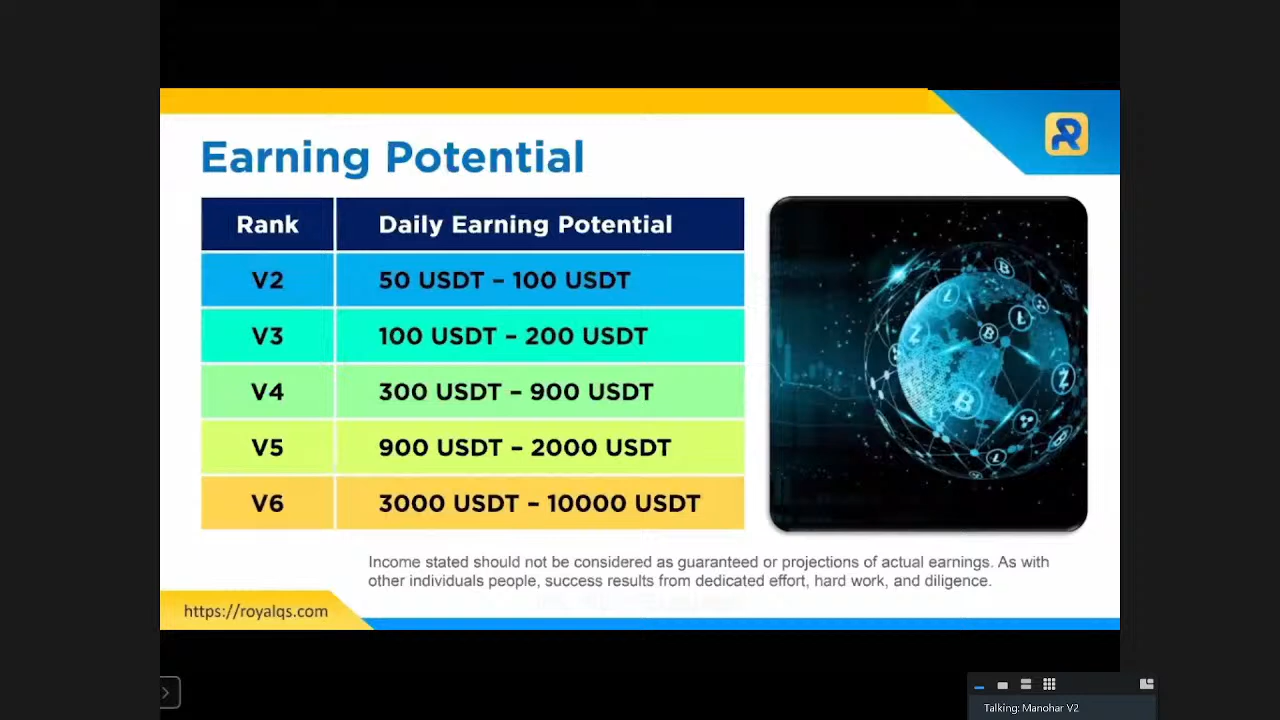 Earning Potential
Rank Daily Earning Potential
V2 50 USDT – 100 USDT
V3 100 USDT – 200 USDT
V4 300 USDT – 900 USDT
V5 900 USDT – 2000 USDT
V6 3000 USDT – 10000 USDT
Income stated should not be considered as guaranteed or projections of actual earnings. As with
other individuals people, success results from dedicated effort, hard work, and diligence.
https://royalqs.com
Talking: Manohar V2